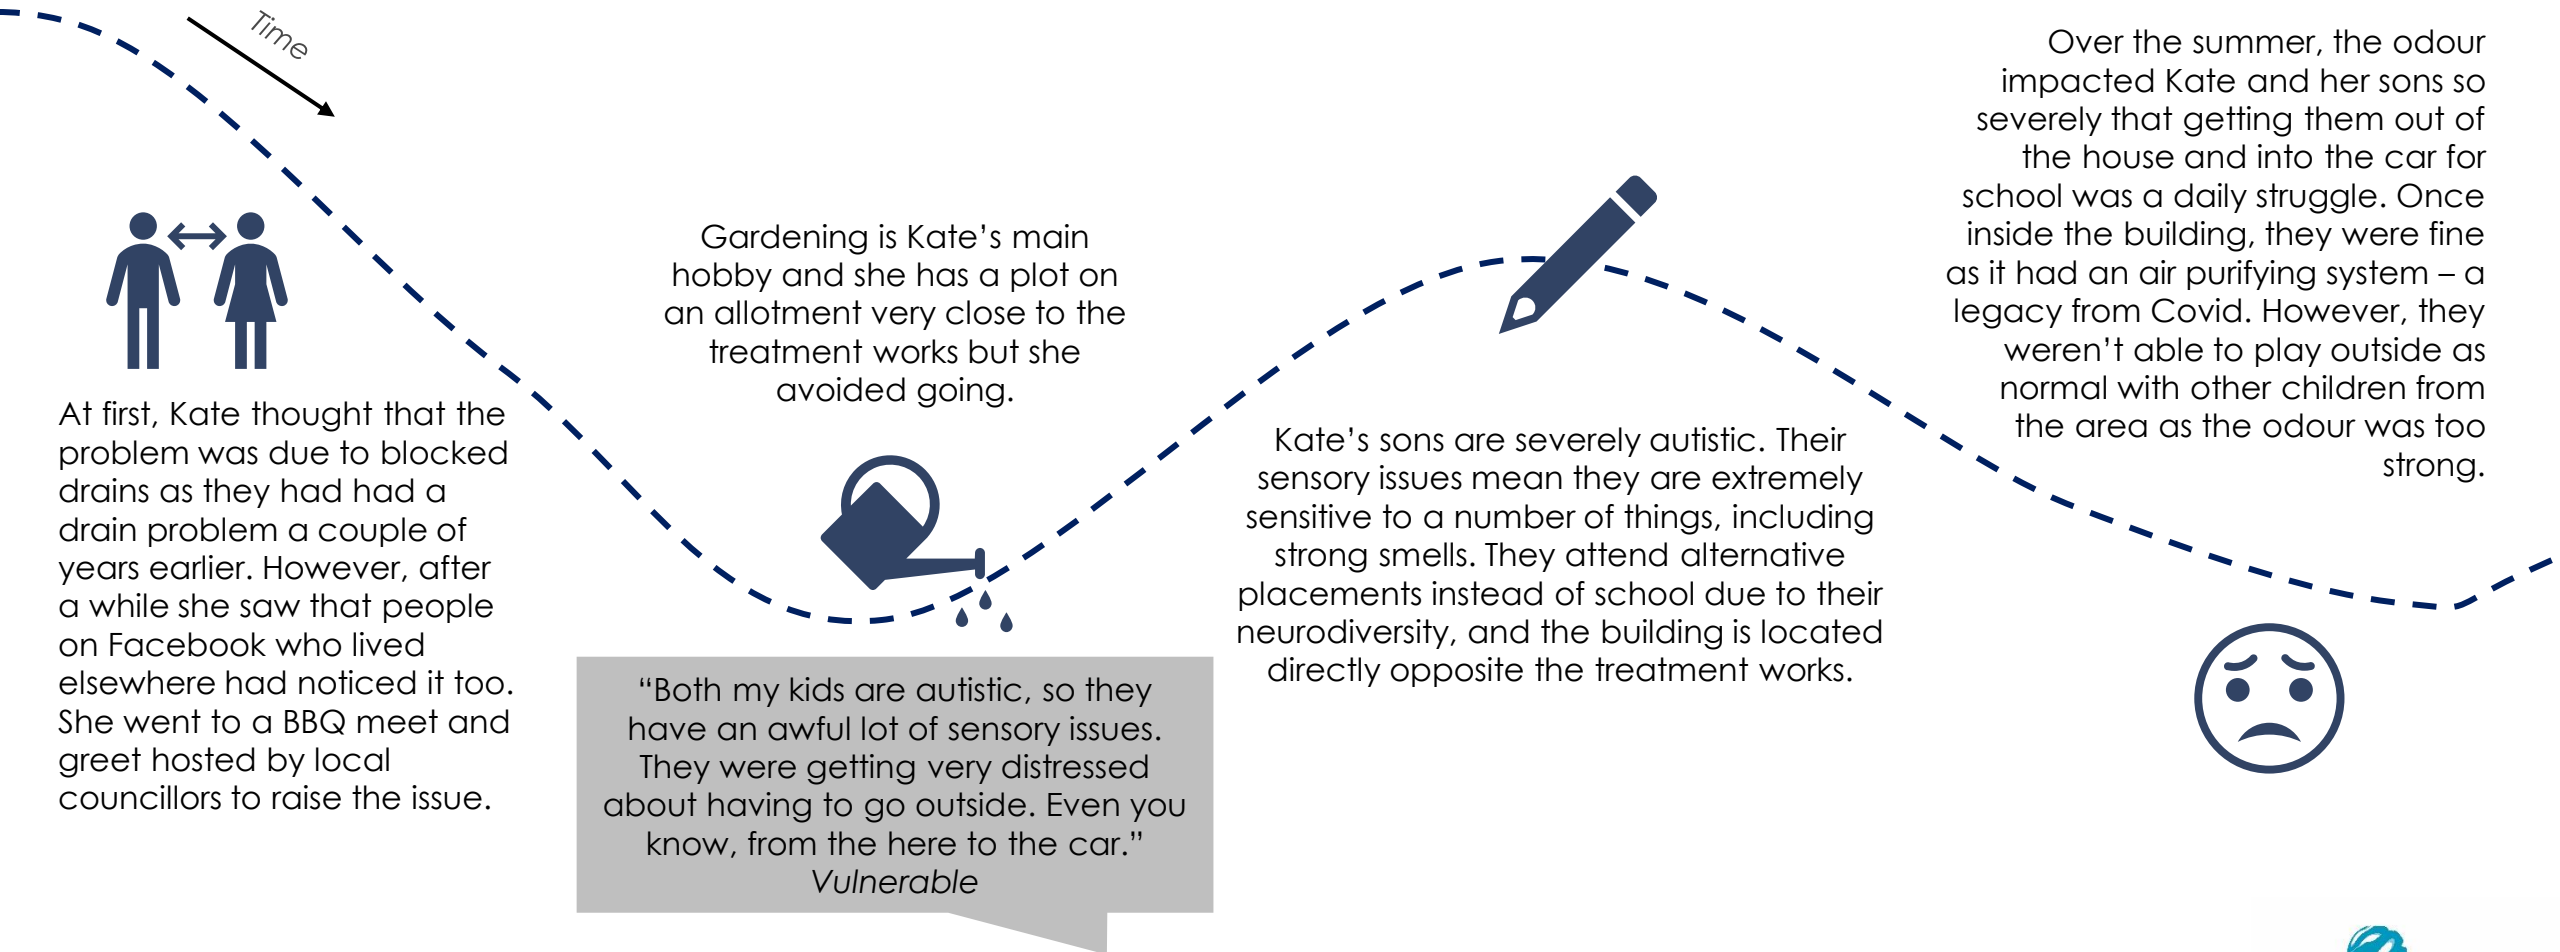 Time
At first, Kate thought that the
problem was due to blocked
drains as they had had a
drain problem a couple of
years earlier. However, after
a while she saw that people
on Facebook who lived
elsewhere had noticed it too.
She went to a BBQ meet and
greet hosted by local
councillors to raise the issue.
Gardening is Kate’s main
hobby and she has a plot on
an allotment very close to the
treatment works but she
avoided going.
“Both my kids are autistic, so they
have an awful lot of sensory issues.
They were getting very distressed
about having to go outside. Even you
know, from the here to the car.”
Vulnerable
Kate’s sons are severely autistic. Their
sensory issues mean they are extremely
sensitive to a number of things, including
strong smells. They attend alternative
placements instead of school due to their
neurodiversity, and the building is located
directly opposite the treatment works.
Over the summer, the odour
impacted Kate and her sons so
severely that getting them out of
the house and into the car for
school was a daily struggle. Once
inside the building, they were fine
as it had an air purifying system – a
legacy from Covid. However, they
weren’t able to play outside as
normal with other children from
the area as the odour was too
strong.